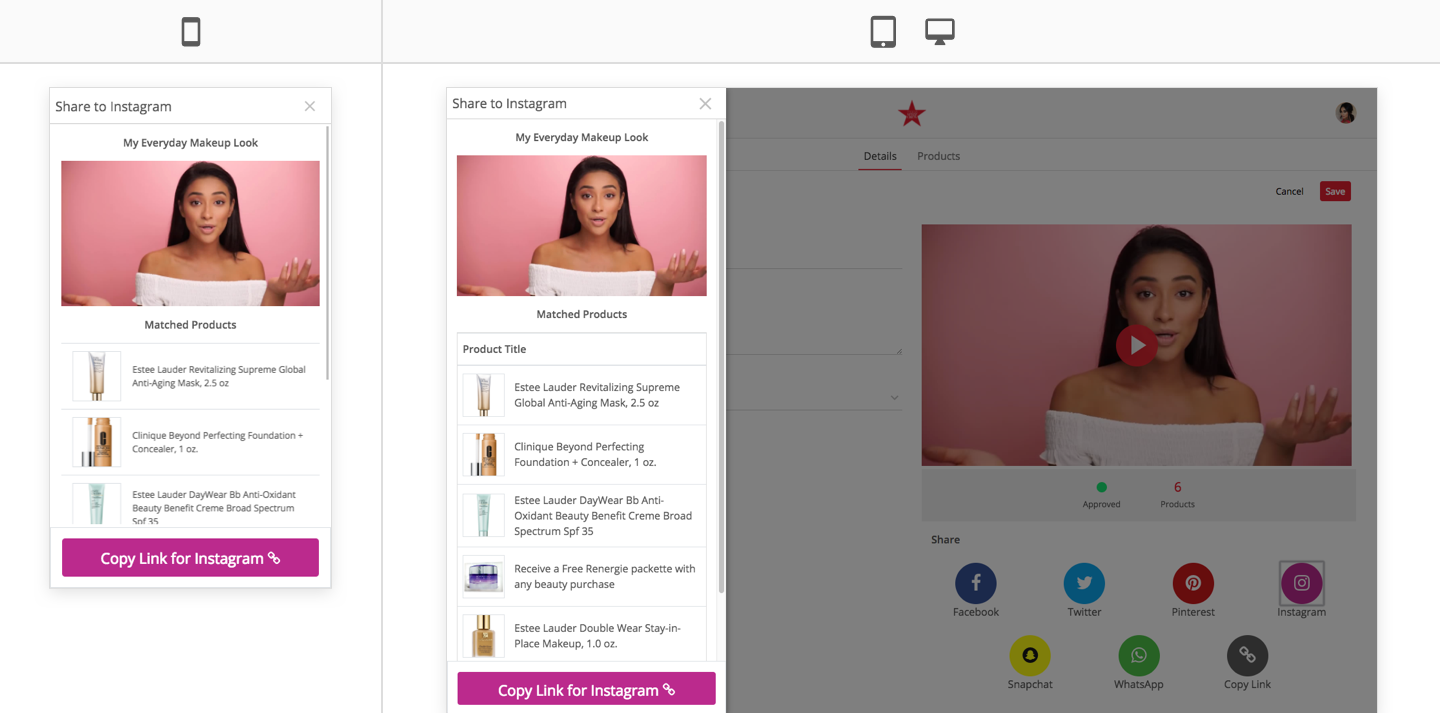 Share to Instagram
My Everyday Makeup Look
Matched Products
Estee Lauder Revitalizing Supreme Global
Anti-Aging Mask, 2.5 oz
Clinique Beyond Perfecting Foundation +
Concealer, 1 oz.
Estee Lauder DayWear Bb Anti-Oxidant
Beauty Benefit Creme Broad Spectrum
Spf 35
Copy Link for Instagram
Share to Instagram
My Everyday Makeup Look
Matched Products
Product Title
Estee Lauder Revitalizing Supreme
Global Anti-Aging Mask, 2.5 oz
Clinique Beyond Perfecting
Foundation + Concealer, 1 oz.
Estee Lauder DayWear Bb Anti-
Oxidant Beauty Benefit Creme Broad
Spectrum Spf 35
Receive a Free Renergie packette with
any beauty purchase
Estee Lauder Double Wear Stay-in-
Place Makeup, 1.0 oz.
Copy Link for Instagram
Details Products
Cancel Save
6
Approved Products
Share
Facebook Twitter Pinterest Instagram
Snapchat WhatsApp Copy Link